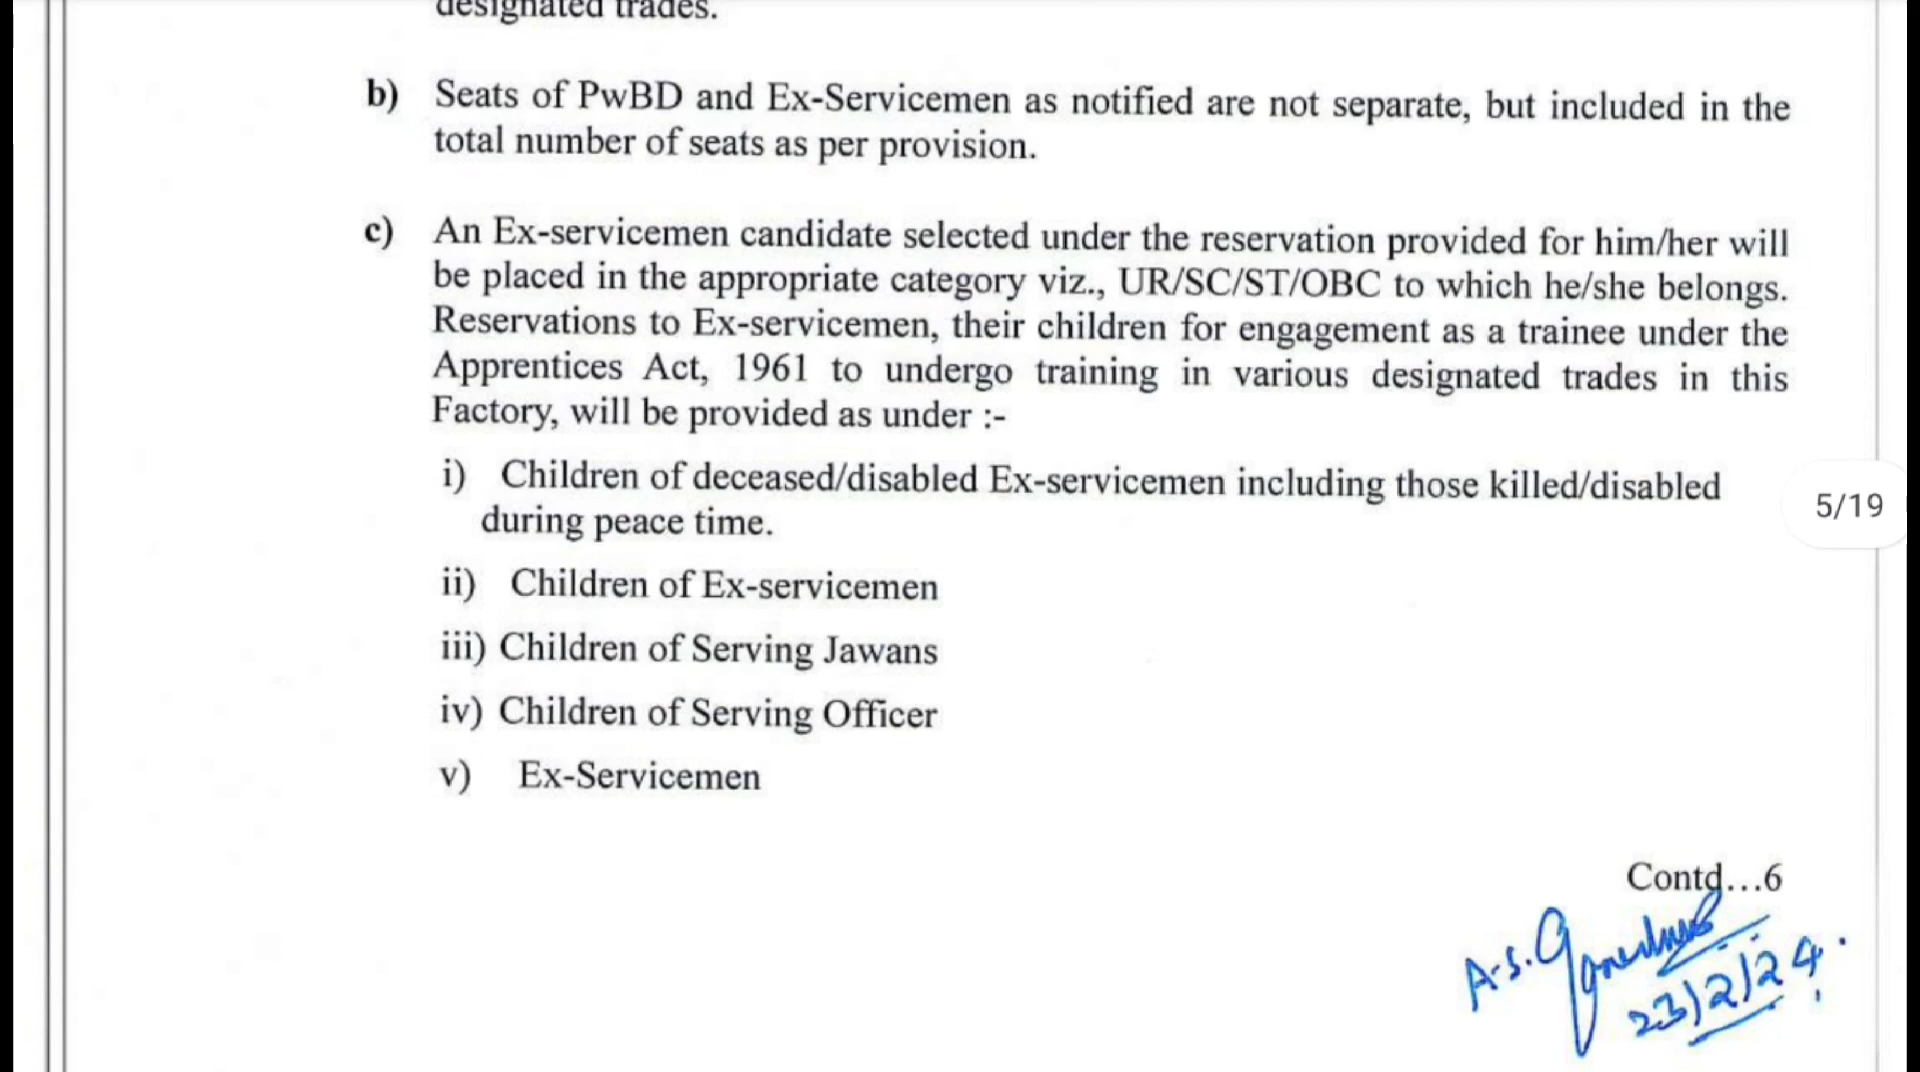 designated trades.
b) Seats of PwBD and Ex-Servicemen as notified are not separate, but included in the
total number of seats as per provision.
c) An Ex-servicemen candidate selected under the reservation provided for him/her will
be placed in the appropriate category viz., UR/SC/ST/OBC to which he/she belongs.
Reservations to Ex-servicemen, their children for engagement as a trainee under the
Apprentices Act, 1961 to undergo training in various designated trades in this
Factory, will be provided as under :-
i) Children of deceased/disabled Ex-servicemen including those killed/disabled
during peace time.
5/19
ii) Children of Ex-servicemen
iii) Children of Serving Jawans
iv) Children of Serving Officer
v) Ex-Servicemen
Contd...6
A.S.
23/2/24